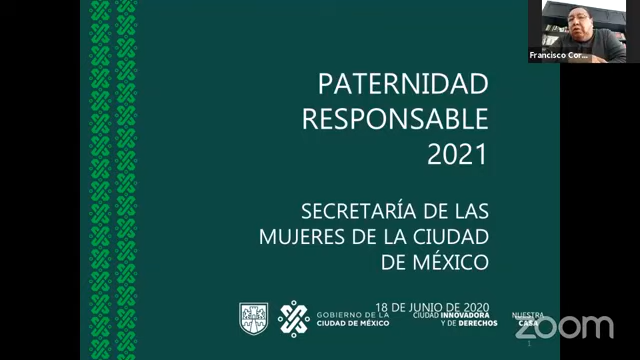 Francisco Cor...
PATERNIDAD
RESPONSABLE
2021
SECRETARÍA DE LAS
MUJERES DE LA CIUDAD
DE MÉXICO
18 DE JUNIO DE 2020
GOBIERNO DE LA
CIUDAD DE MÉXICO
CIUDAD INNOVADORA
Y DE DERECHOS
NUESTRA
CASA
zoom
1